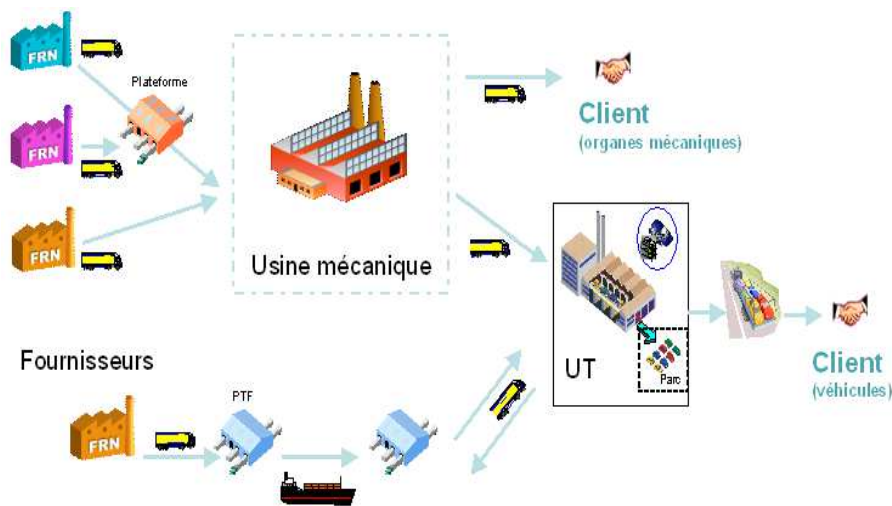 FRN
Plateforme
FRN
FRN
Client
(organes mécaniques)
Usine mécanique
Fournisseurs
UT
Parc
Client
(véhicules)
PTF
FRN